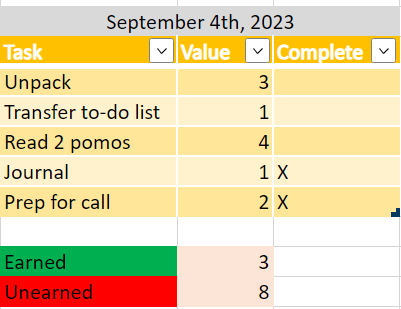 September 4th, 2023
Task Value Complete
Unpack 3
Transfer to-do list 1
Read 2 pomos 4
Journal 1 X
Prep for call 2 X
Earned 3
Unearned 8